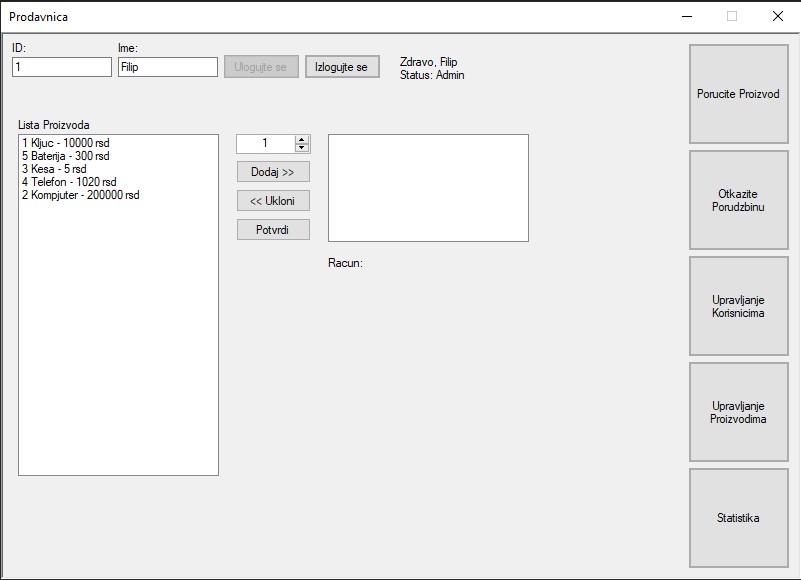 Prodavnica
ID:
Ime:
1
Filip
Ulogujte se
Izlogujte se
Zdravo, Filip
Status: Admin
Lista Proizvoda
1 Kljuc - 10000 rsd
5 Baterija - 300 rsd
3 Kesa - 5 rsd
4 Telefon - 1020 rsd
2 Kompjuter - 200000 rsd
1
Dodaj >>
<< Ukloni
Potvrdi
Racun:
Porucite Proizvod
Otkazite
Porudzbinu
Upravljanje
Korisnicima
Upravljanje
Proizvodima
Statistika